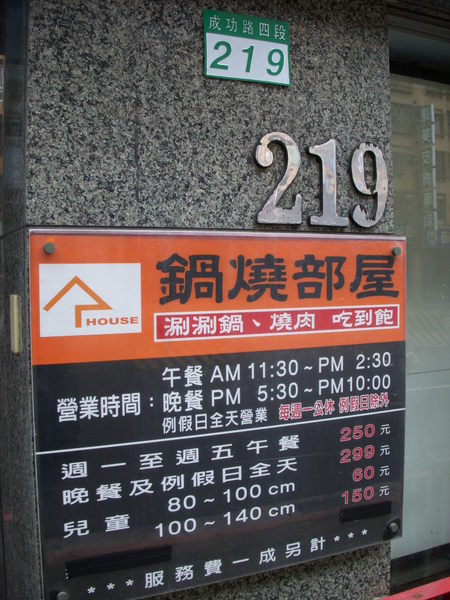 成功路四段
219
219
HOUSE
鍋燒部屋
涮涮鍋、燒肉 吃到飽
營業時間：午餐 AM 11:30～PM 2:30
晚餐 PM 5:30～PM10:00
例假日全天營業 每週一公休 例假日除外
週一至週五午餐 250元
晚餐及例假日全天 299元
兒童 80～100cm 60元
100～140cm 150元
***服務費一成另計***